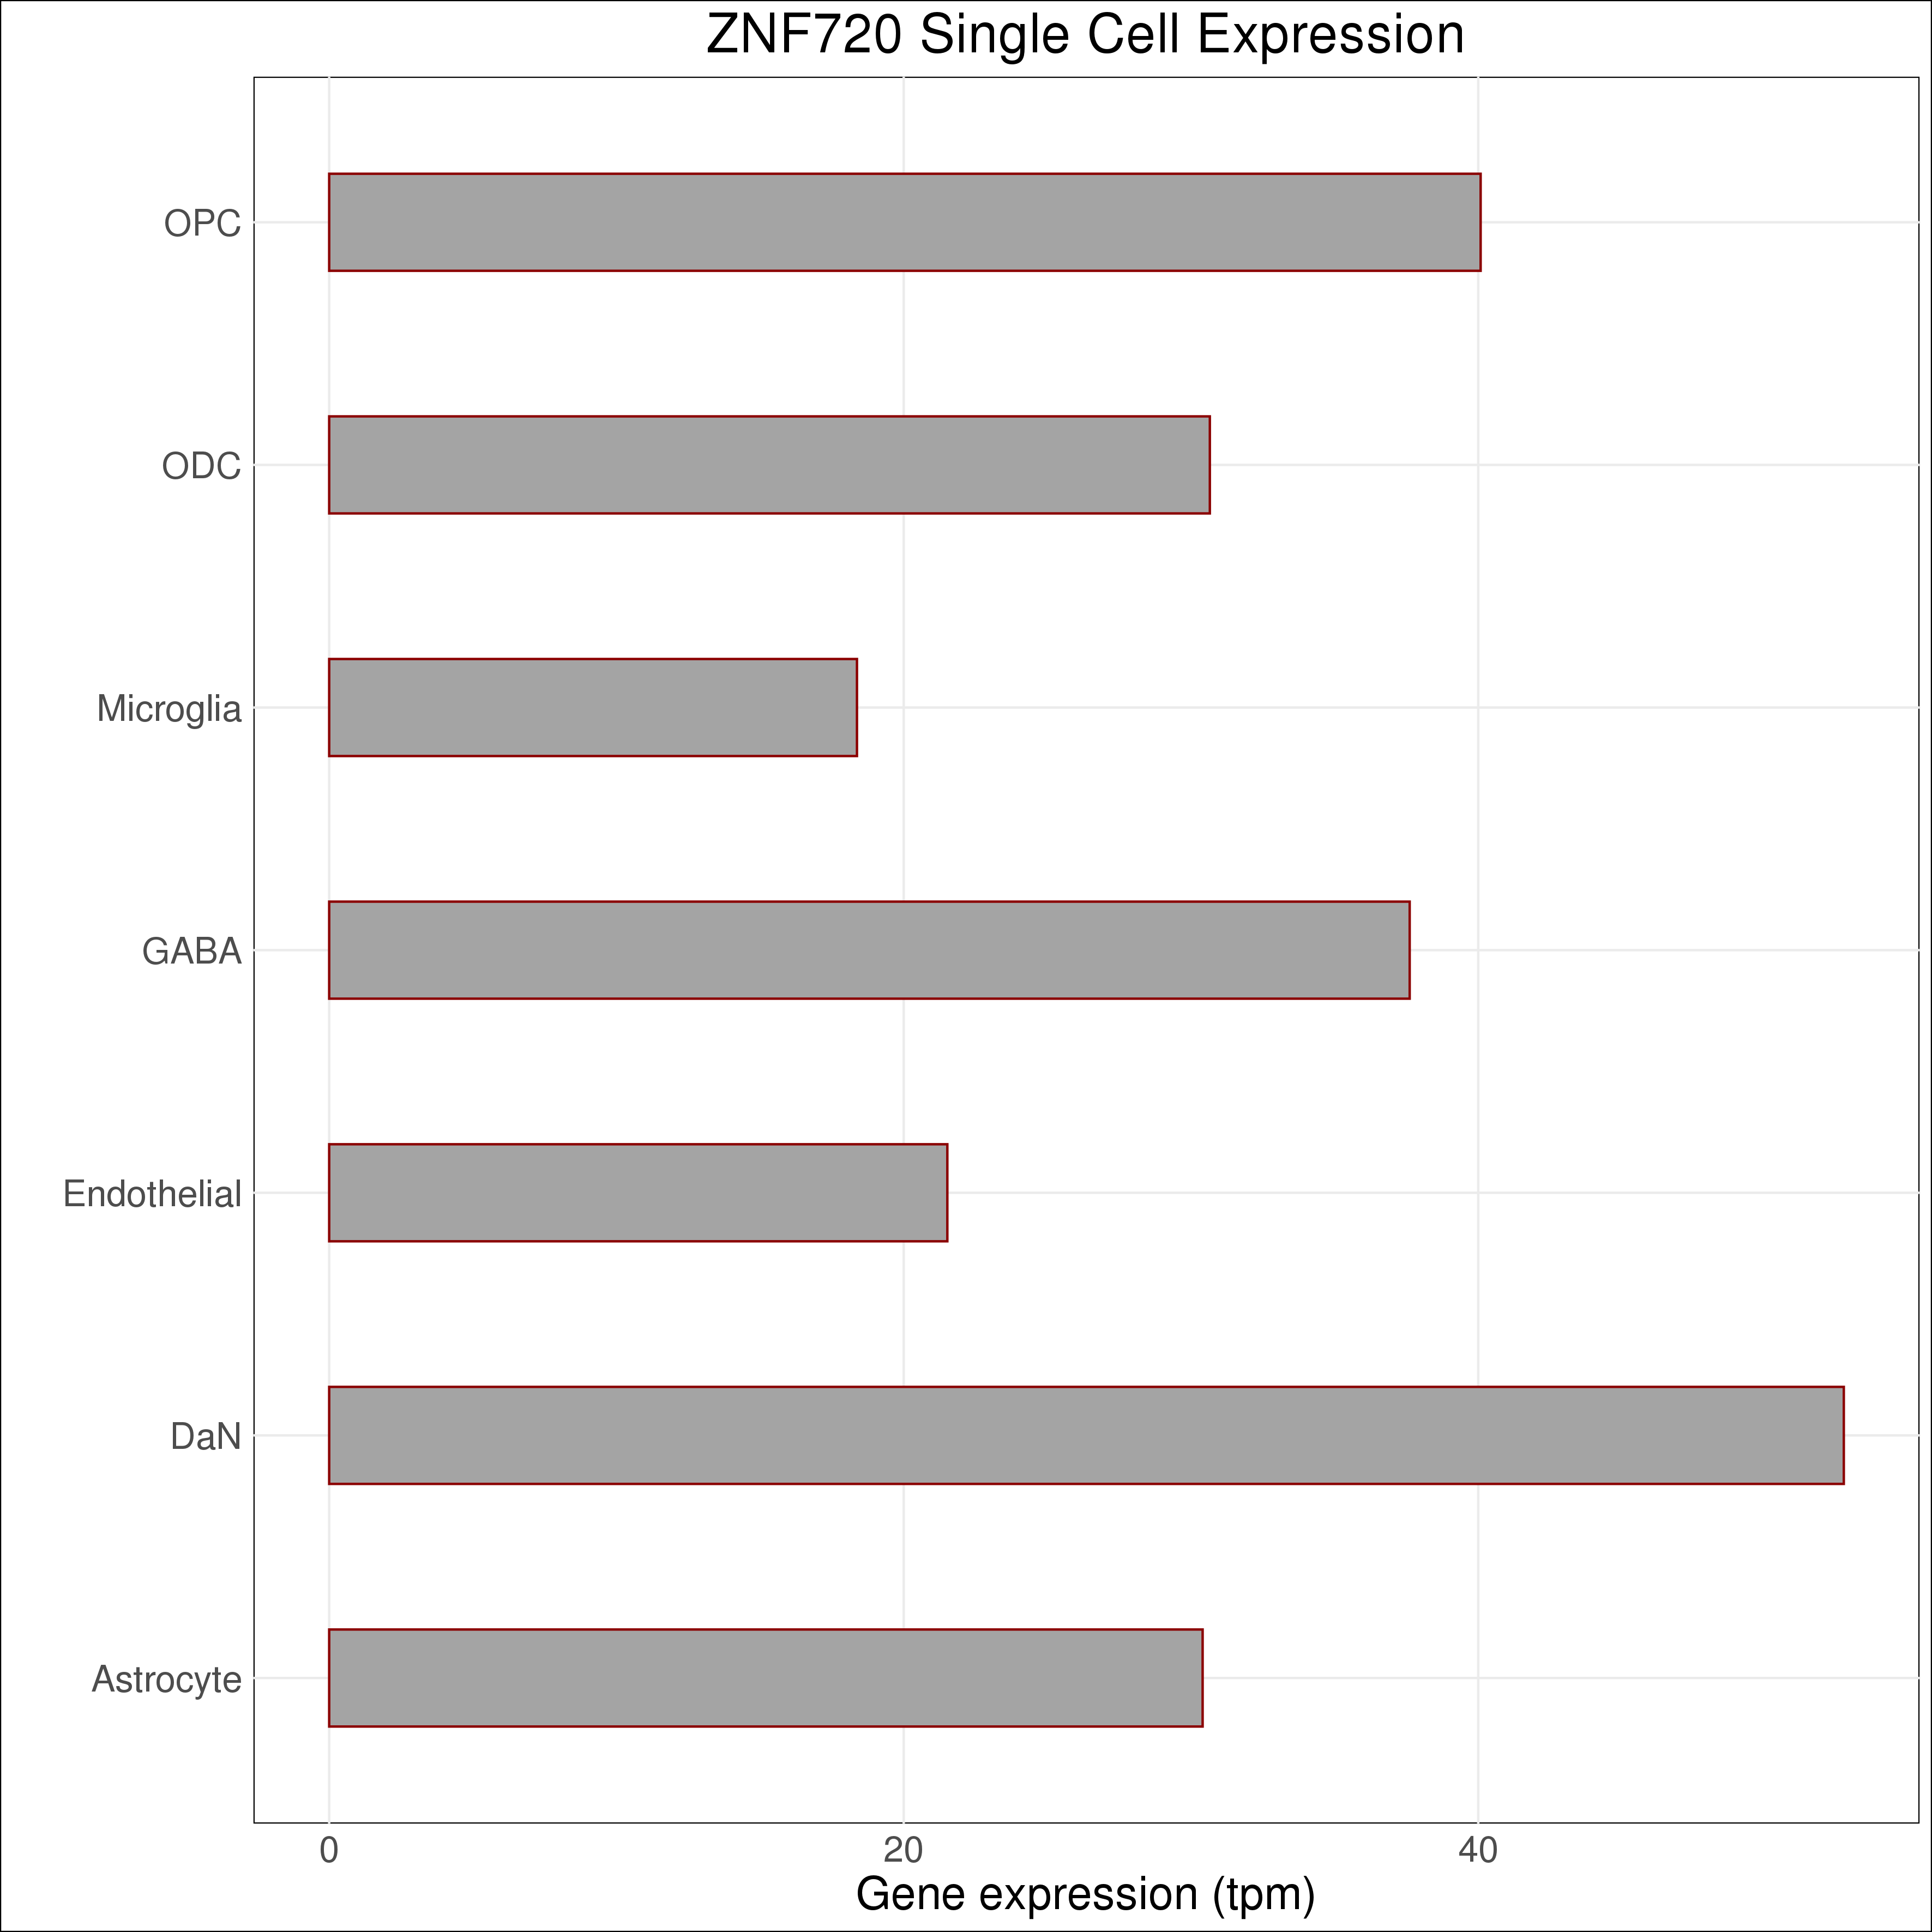 ZNF720 Single Cell Expression
OPC
ODC
Microglia
GABA
Endothelial
DaN
Astrocyte
0 20 40
Gene expression (tpm)